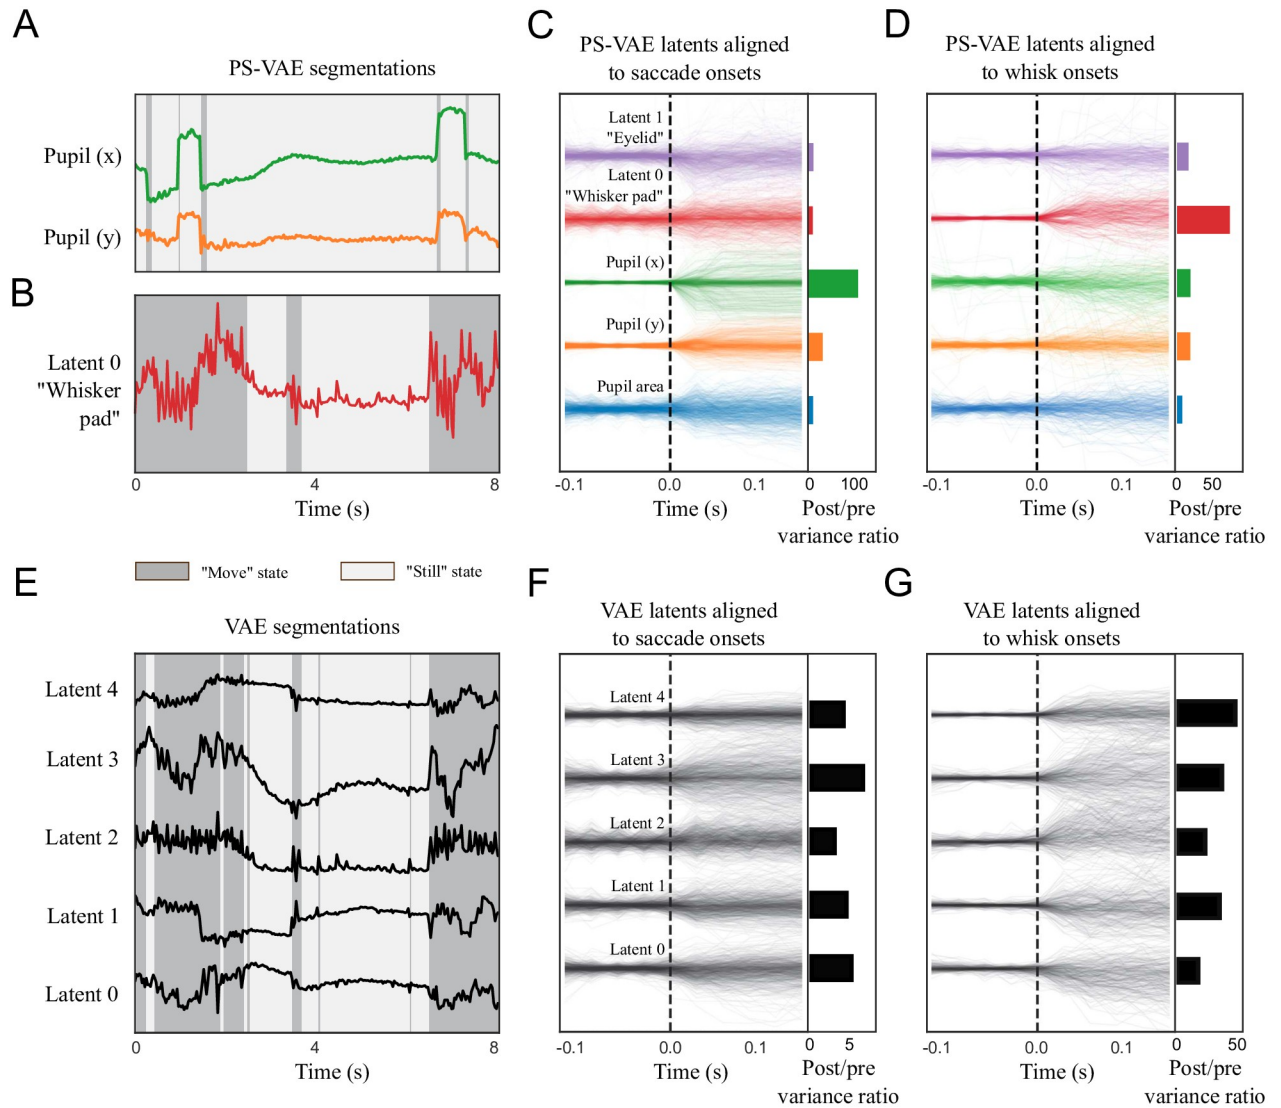 A
PS-VAE segmentations
Pupil (x)
Pupil (y)
B
Latent 0
"Whisker
pad"
0
4
8
Time (s)
C
PS-VAE latents aligned
to saccade onsets
Latent 1
"Eyelid"
Latent 0
"Whisker pad"
Pupil (x)
Pupil (y)
Pupil area
-0.1
0.0
0.1
Time (s)
0
100
Post/pre
variance ratio
D
PS-VAE latents aligned
to whisk onsets
-0.1
0.0
0.1
Time (s)
0
50
Post/pre
variance ratio
"Move" state
"Still" state
E
VAE segmentations
Latent 4
Latent 3
Latent 2
Latent 1
Latent 0
0
4
8
Time (s)
F
VAE latents aligned
to saccade onsets
Latent 4
Latent 3
Latent 2
Latent 1
Latent 0
-0.1
0.0
0.1
Time (s)
0
5
Post/pre
variance ratio
G
VAE latents aligned
to whisk onsets
-0.1
0.0
0.1
Time (s)
0
50
Post/pre
variance ratio